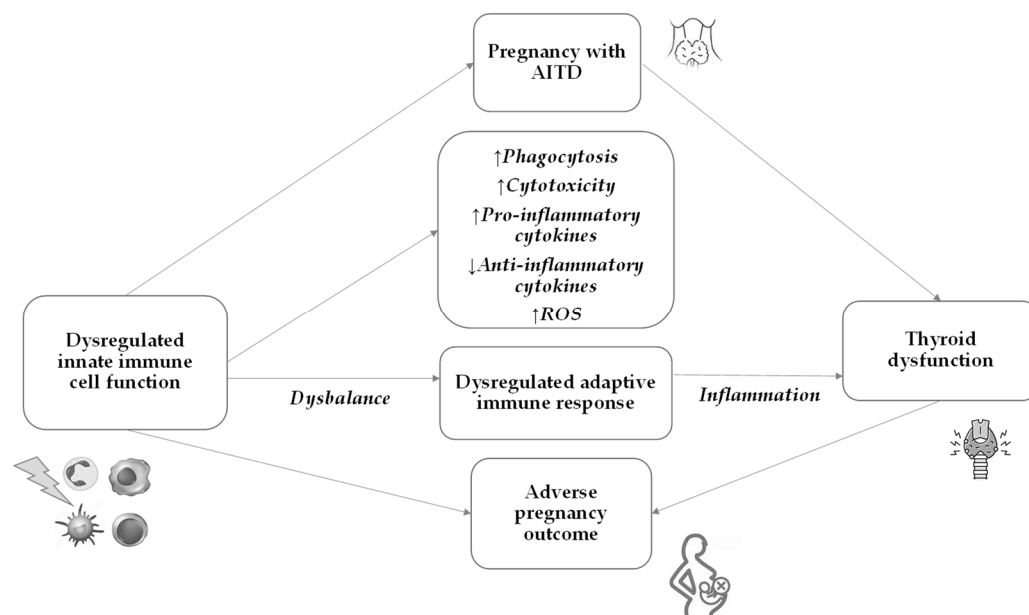 Pregnancy with
AITD
↑Phagocytosis
↑Cytotoxicity
↑Pro-inflammatory
cytokines
↓Anti-inflammatory
cytokines
↑ROS
Dysregulated
innate immune
cell function
Dysbalance
Dysregulated adaptive
immune response
Inflammation
Thyroid
dysfunction
Adverse
pregnancy
outcome